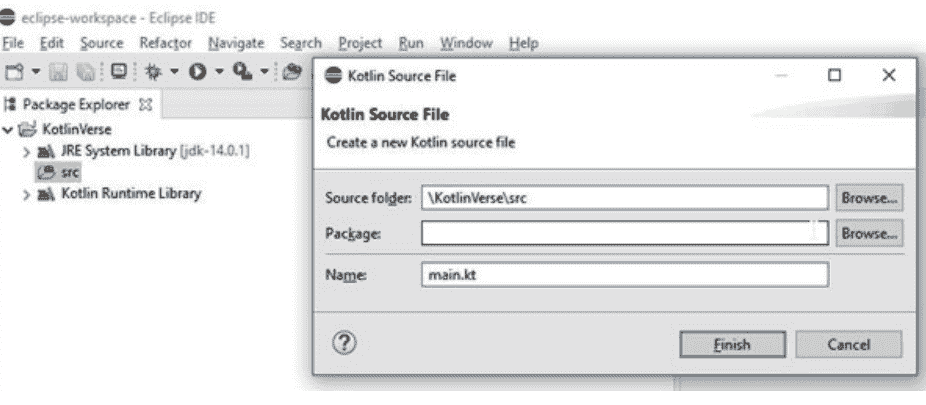 eclipse-workspace - Eclipse IDE
File Edit Source Refactor Navigate Search Project Run Window Help
Package Explorer
KotlinVerse
JRE System Library [jdk-14.0.1]
src
Kotlin Runtime Library
Kotlin Source File
Kotlin Source File
Create a new Kotlin source file
Source folder: \KotlinVerse\src Browse...
Package: Browse...
Name: main.kt
? Finish Cancel